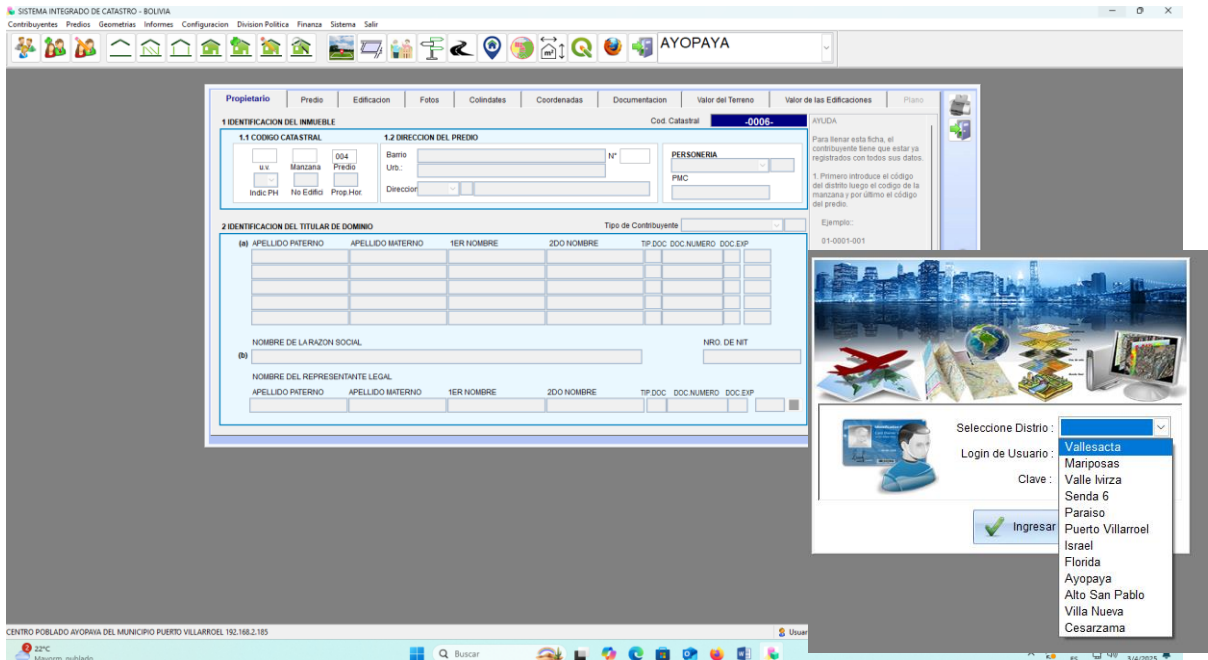 SISTEMA INTEGRADO DE CATASTRO - BOLIVIA
Contribuyentes Predios Geometrias Informes Configuracion Division Politica Finanza Sistema Salir
AYOPAYA
Propietario Predio Edificacion Fotos Colindates Coordenadas Documentacion Valor del Terreno Valor de las Edificaciones Plano
1 IDENTIFICACION DEL INMUEBLE Cod. Catastral -0006-
1.1 CODIGO CATASTRAL 1.2 DIRECCION DEL PREDIO
004 Barrio N° PERSONERIA
u.v. Manzana Predio Urb.:
PMC
Indic PH No Edifici Prop.Hor. Direccion
2 IDENTIFICACION DEL TITULAR DE DOMINIO Tipo de Contribuyente
(a) APELLIDO PATERNO APELLIDO MATERNO 1ER NOMBRE 2DO NOMBRE TIP.DOC DOC.NUMERO DOC.EXP
NOMBRE DE LA RAZON SOCIAL NRO. DE NIT
(b)
NOMBRE DEL REPRESENTANTE LEGAL
APELLIDO PATERNO APELLIDO MATERNO 1ER NOMBRE 2DO NOMBRE TIP.DOC DOC.NUMERO DOC.EXP
AYUDA
Para llenar esta ficha, el
contribuyente tiene que estar ya
registrados con todos sus datos.
1. Primero introduce el código
del distrito luego el codigo de la
manzana y por último el código
del predio.
Ejemplo::
01-0001-001
Seleccione Distrio :
Login de Usuario :
Clave :
Ingresar
Vallesacta
Mariposas
Valle Ivirza
Senda 6
Paraiso
Puerto Villarroel
Israel
Florida
Ayopaya
Alto San Pablo
Villa Nueva
Cesarzama
CENTRO POBLADO AYOPAYA DEL MUNICIPIO PUERTO VILLARROEL 192.168.2.185 Usuar
22°C
Mayorm. nublado
Buscar
ES
3/4/2025